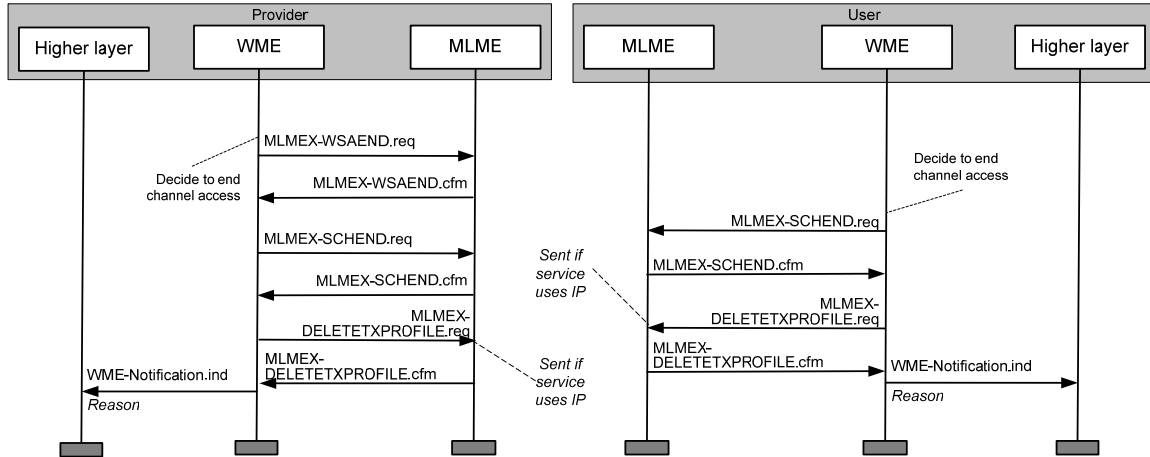 Provider
Higher layer
WME
MLME
MLMEX-WSAEND.req
Decide to end
channel access
MLMEX-WSAEND.cfm
MLMEX-SCHEND.req
MLMEX-SCHEND.cfm
MLMEX-
DELETETXPROFILE.req
MLMEX-
DELETETXPROFILE.cfm
Sent if
service
uses IP
WME-Notification.ind
Reason
User
MLME
WME
Higher layer
Decide to end
channel access
MLMEX-SCHEND.req
Sent if
service
uses IP
MLMEX-SCHEND.cfm
MLMEX-
DELETETXPROFILE.req
MLMEX-
DELETETXPROFILE.cfm
WME-Notification.ind
Reason